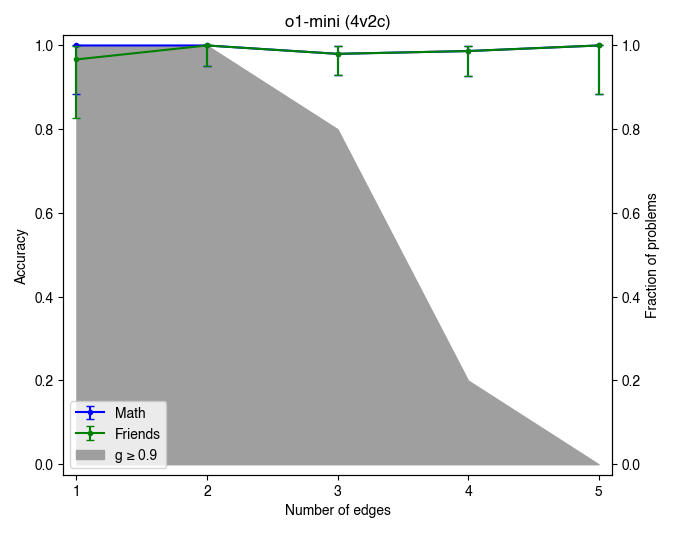 o1-mini (4v2c)
1.0
0.8
0.6
0.4
0.2
0.0
Accuracy
1.0
0.8
0.6
0.4
0.2
0.0
Fraction of problems
Math
Friends
g ≥ 0.9
1 2 3 4 5
Number of edges